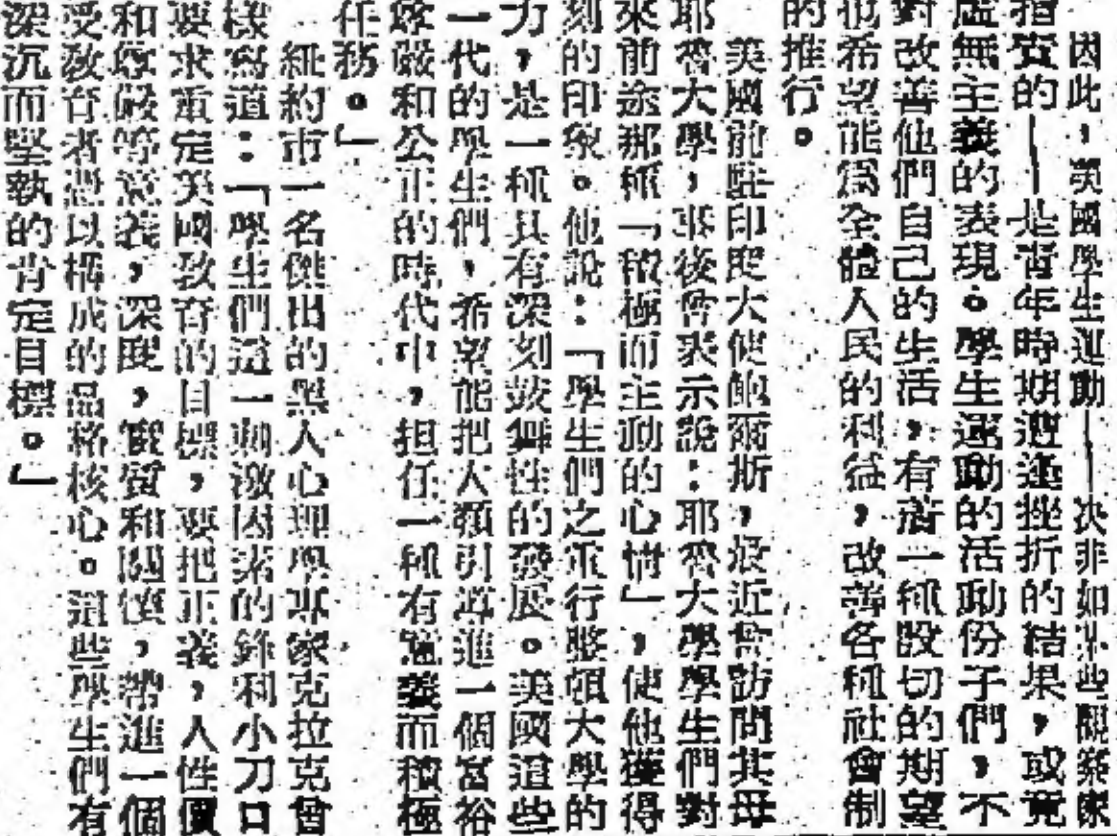 因此，美國學生運動——決非如某些觀察家
指責的——是青年時期遭逢挫折的結果，或竟
虛無主義的表現。學生運動的活動份子們，不
對改善他們自己的生活，有著一種殷切的期望
也希望能為全體人民的利益，改善各種社會制
的推行。
美國前駐印度大使鮑爾斯，最近曾訪問其母
耶魯大學，事後曾表示說：耶魯大學學生們對
來前途那種「積極而主動的心情」，使他獲得
刻的印象。他說：「學生們之重行整頓大學的
力，是一種具有深刻鼓舞性的發展。美國這些
一代的學生們，希望能把人類引導進一個富裕
尊嚴和公正的時代中，担任一種有意義而積極
任務。」
紐約市一名傑出的黑人心理學專家克拉克曾
樣寫道：「學生們這一刺激因素的鋒利小刀口
要求重定美國教育的目標，要把正義，人性價
和尊嚴等意義，深度，實質和關懷，帶進一個
受教育者憑以構成的品格核心。這些學生們有
深沉而堅執的肯定目標。」